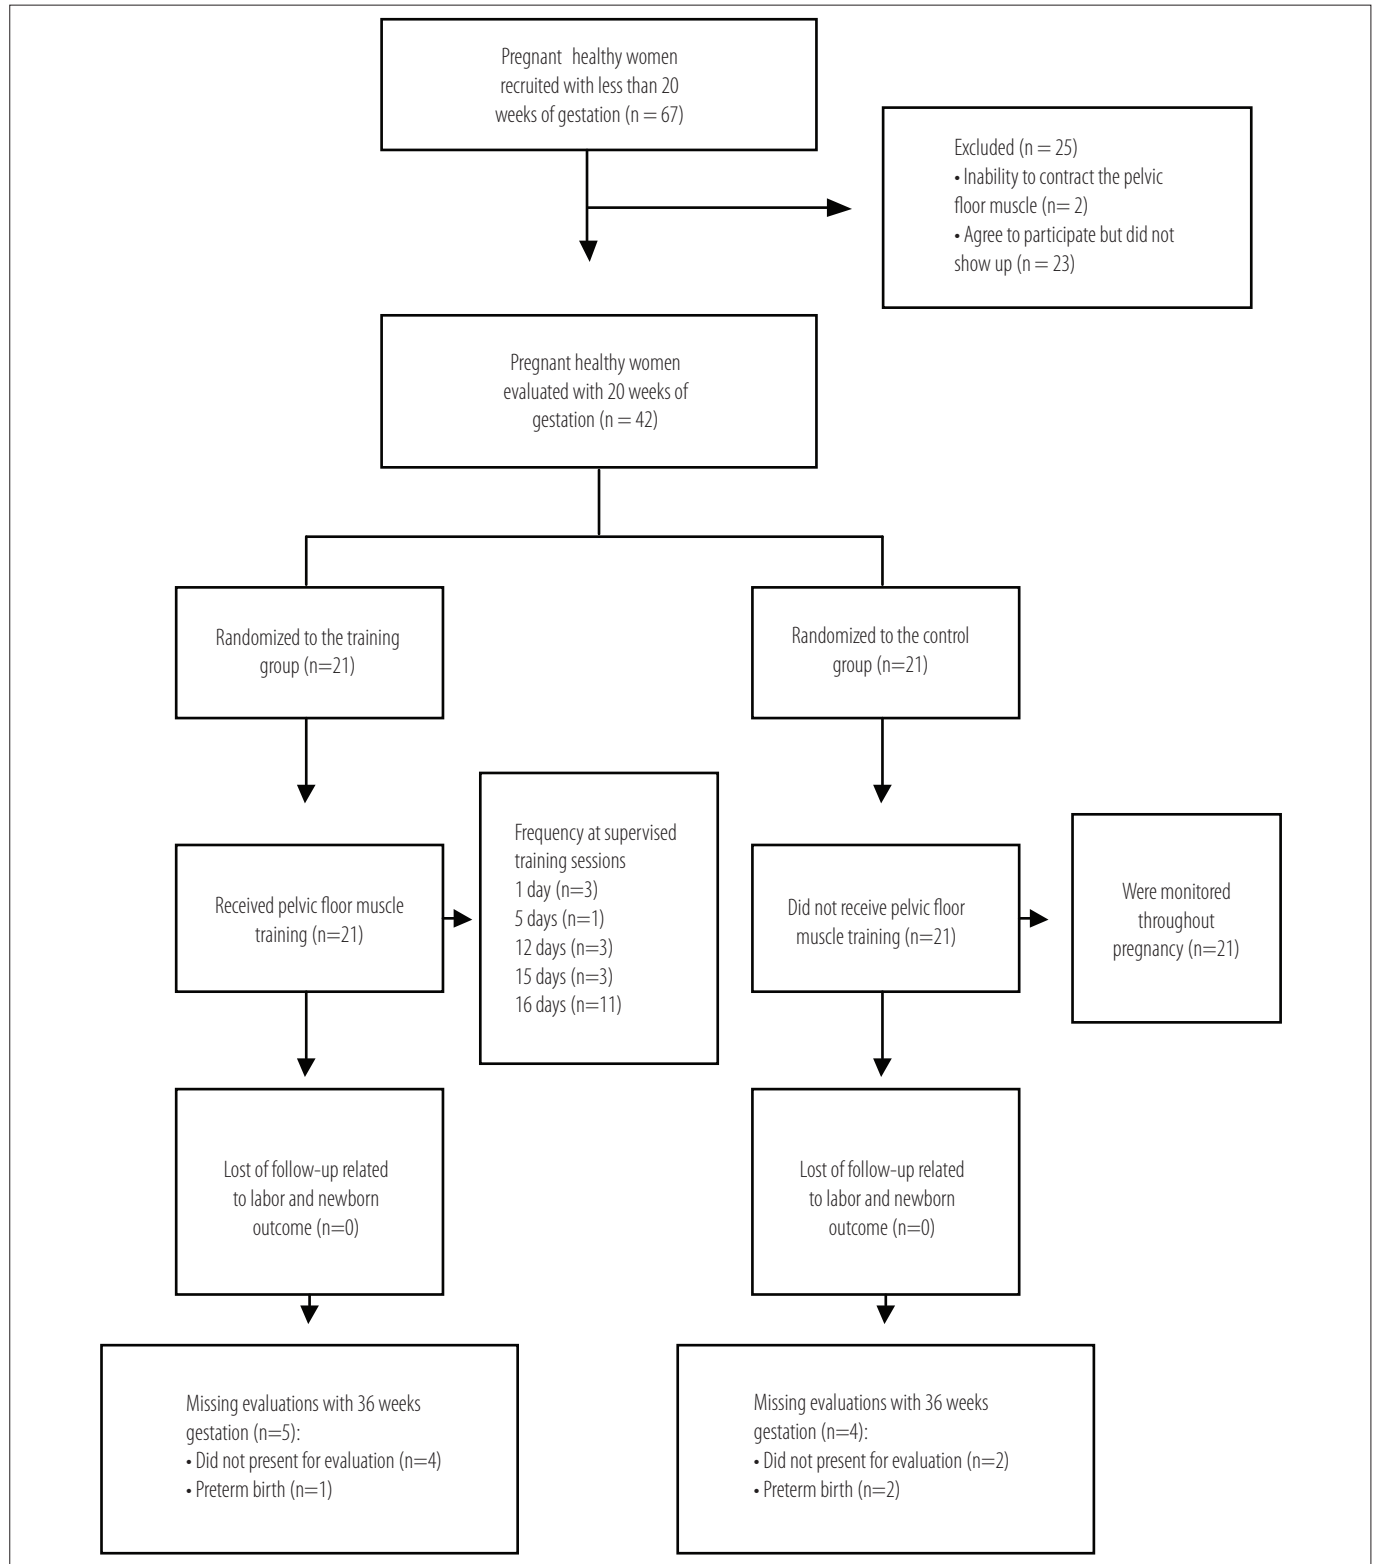 Pregnant healthy women
recruited with less than 20
weeks of gestation (n = 67)
Excluded (n = 25)
• Inability to contract the pelvic
floor muscle (n= 2)
• Agree to participate but did not
show up (n = 23)
Pregnant healthy women
evaluated with 20 weeks of
gestation (n = 42)
Randomized to the training
group (n=21)
Randomized to the control
group (n=21)
Received pelvic floor muscle
training (n=21)
Frequency at supervised
training sessions
1 day (n=3)
5 days (n=1)
12 days (n=3)
15 days (n=3)
16 days (n=11)
Did not receive pelvic floor
muscle training (n=21)
Were monitored
throughout
pregnancy (n=21)
Lost of follow-up related
to labor and newborn
outcome (n=0)
Lost of follow-up related
to labor and newborn
outcome (n=0)
Missing evaluations with 36 weeks
gestation (n=5):
• Did not present for evaluation (n=4)
• Preterm birth (n=1)
Missing evaluations with 36 weeks
gestation (n=4):
• Did not present for evaluation (n=2)
• Preterm birth (n=2)